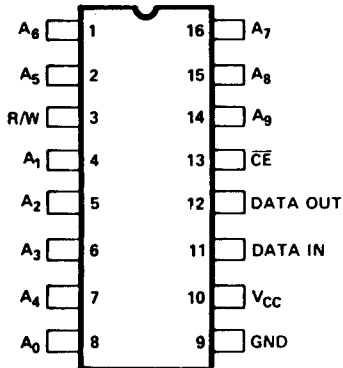 A6 1 16 A7
A5 2 15 A8
R/W 3 14 A9
A1 4 13 CE
A2 5 12 DATA OUT
A3 6 11 DATA IN
A4 7 10 VCC
A0 8 9 GND